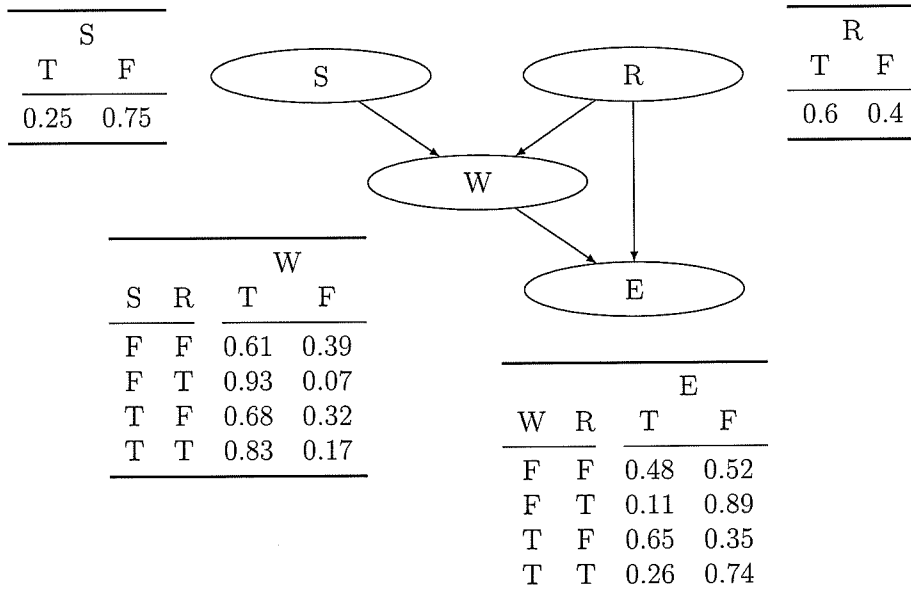 S
T F
0.25 0.75
S
R
R
T F
0.6 0.4
W
W
S R T F
F F 0.61 0.39
F T 0.93 0.07
T F 0.68 0.32
T T 0.83 0.17
E
E
W R T F
F F 0.48 0.52
F T 0.11 0.89
T F 0.65 0.35
T T 0.26 0.74